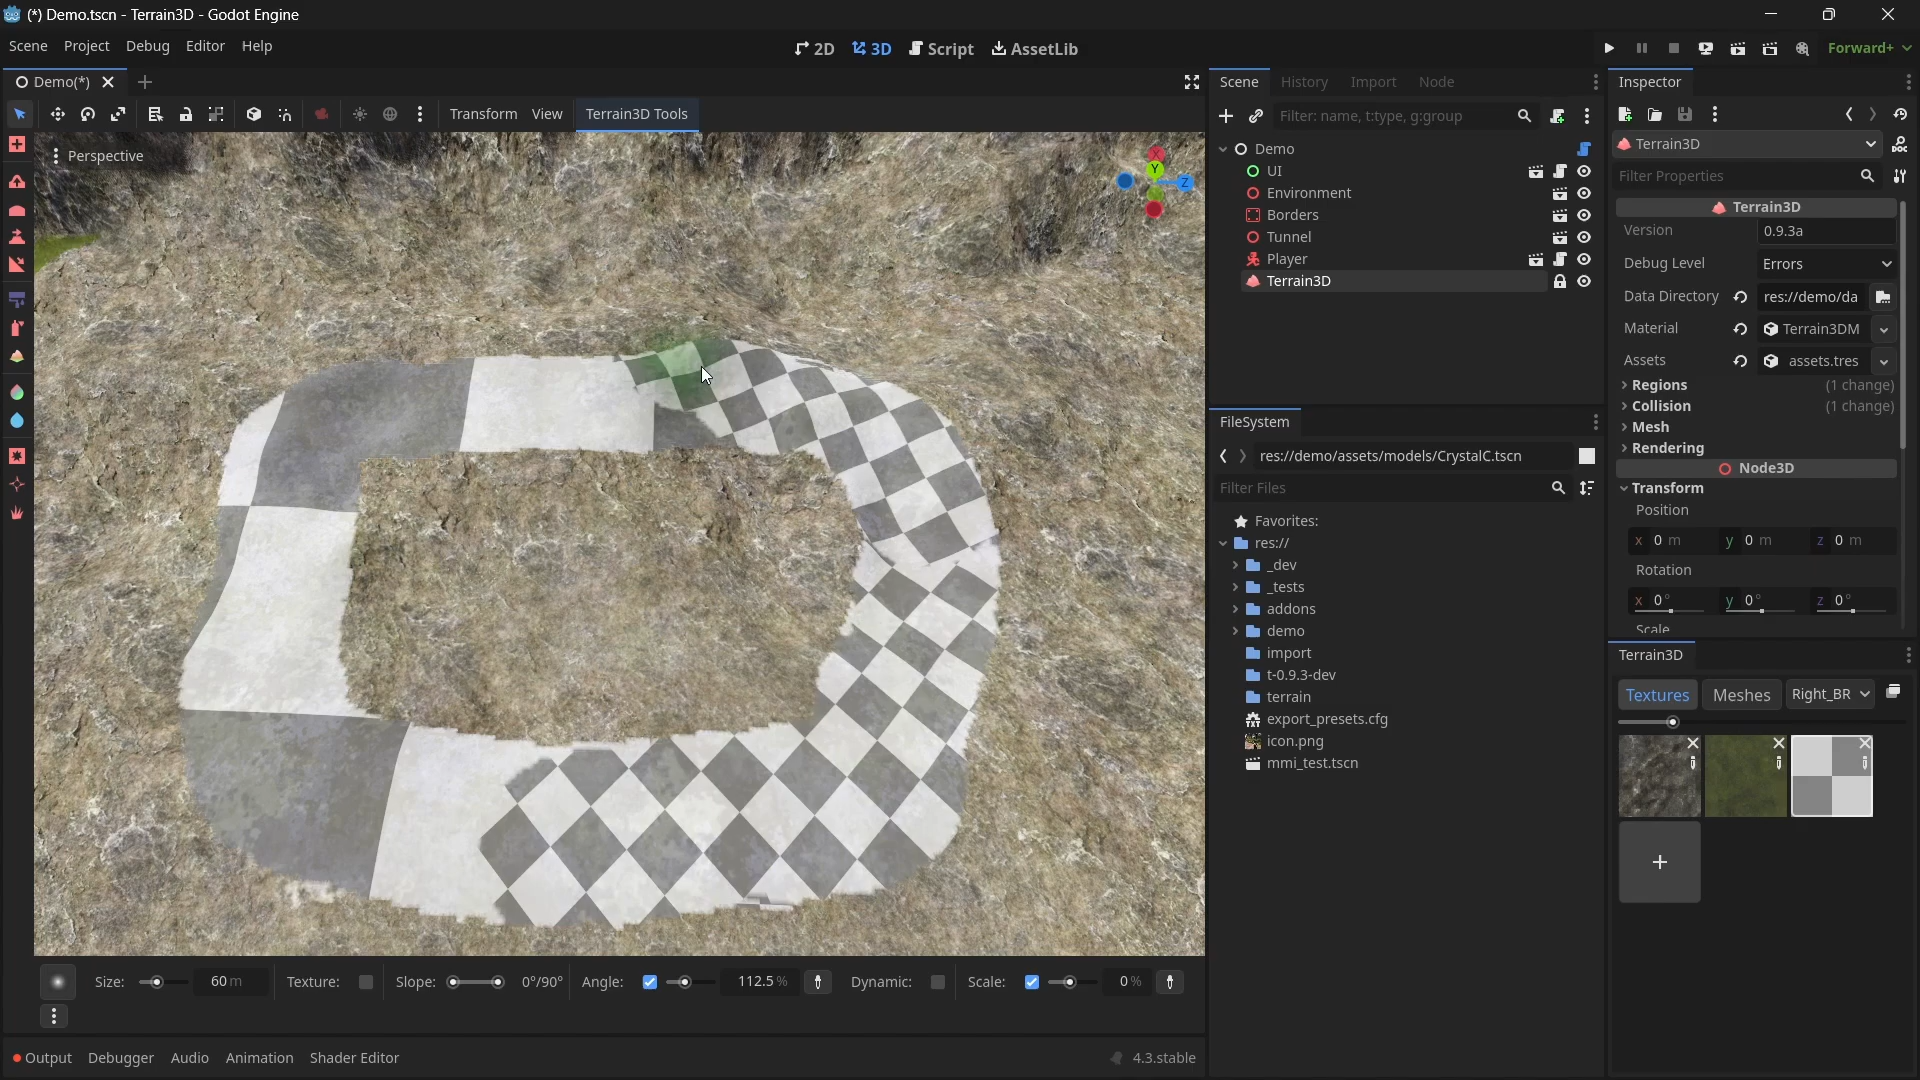 (*) Demo.tscn - Terrain3D - Godot Engine
Scene Project Debug Editor Help
2D 3D Script AssetLib
Forward+
Demo(*)
Transform View Terrain3D Tools
Perspective
X
Y
Z
Scene History Import Node
Filter: name, t:type, g:group
Demo
UI
Environment
Borders
Tunnel
Player
Terrain3D
FileSystem
res://demo/assets/models/CrystalC.tscn
Filter Files
Favorites:
res://
_dev
_tests
addons
demo
import
t-0.9.3-dev
terrain
export_presets.cfg
icon.png
mmi_test.tscn
Inspector
Terrain3D
DOC
Filter Properties
Terrain3D
Version 0.9.3a
Debug Level Errors
Data Directory res://demo/da
Material Terrain3DM
Assets assets.tres
Regions (1 change)
Collision (1 change)
Mesh
Rendering
Node3D
Transform
Position
x 0 m y 0 m z 0 m
Rotation
x 0° y 0° z 0°
Scale
Terrain3D
Textures Meshes Right_BR
Size: 60 m Texture: Slope: 0°/90° Angle: 112.5 % Dynamic: Scale: 0 %
Output Debugger Audio Animation Shader Editor 4.3.stable